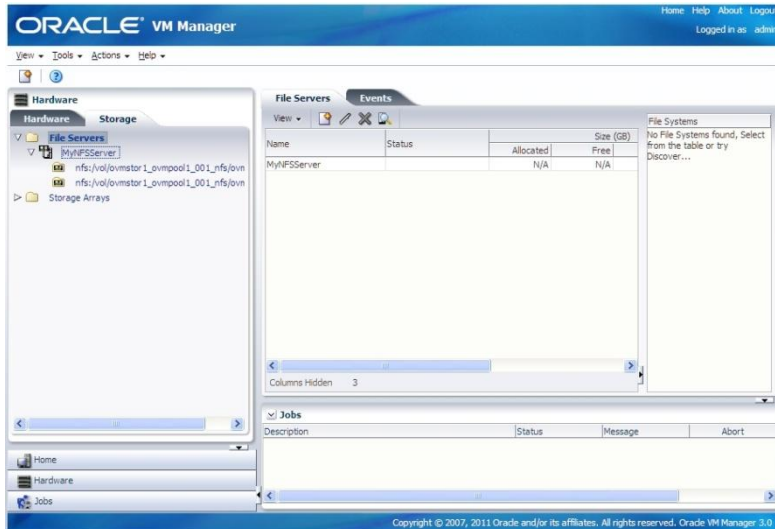 Home Help About Logou
ORACLE VM Manager
Logged in as admi
View Tools Actions Help
Hardware
Hardware Storage
File Servers
MyNFSServer
nfs:/vol/ovmstor1_ovmpool1_001_nfs/ovn
nfs:/vol/ovmstor1_ovmpool1_001_nfs/ovn
Storage Arrays
Home
Hardware
Jobs
File Servers Events
View
Name Status Size (GB)
Allocated Free
MyNFSServer N/A N/A
Columns Hidden 3
File Systems
No File Systems found, Select
from the table or try
Discover...
Jobs
Description Status Message Abort
Copyright © 2007, 2011 Oracle and/or its affiliates. All rights reserved. Oracle VM Manager 3.0